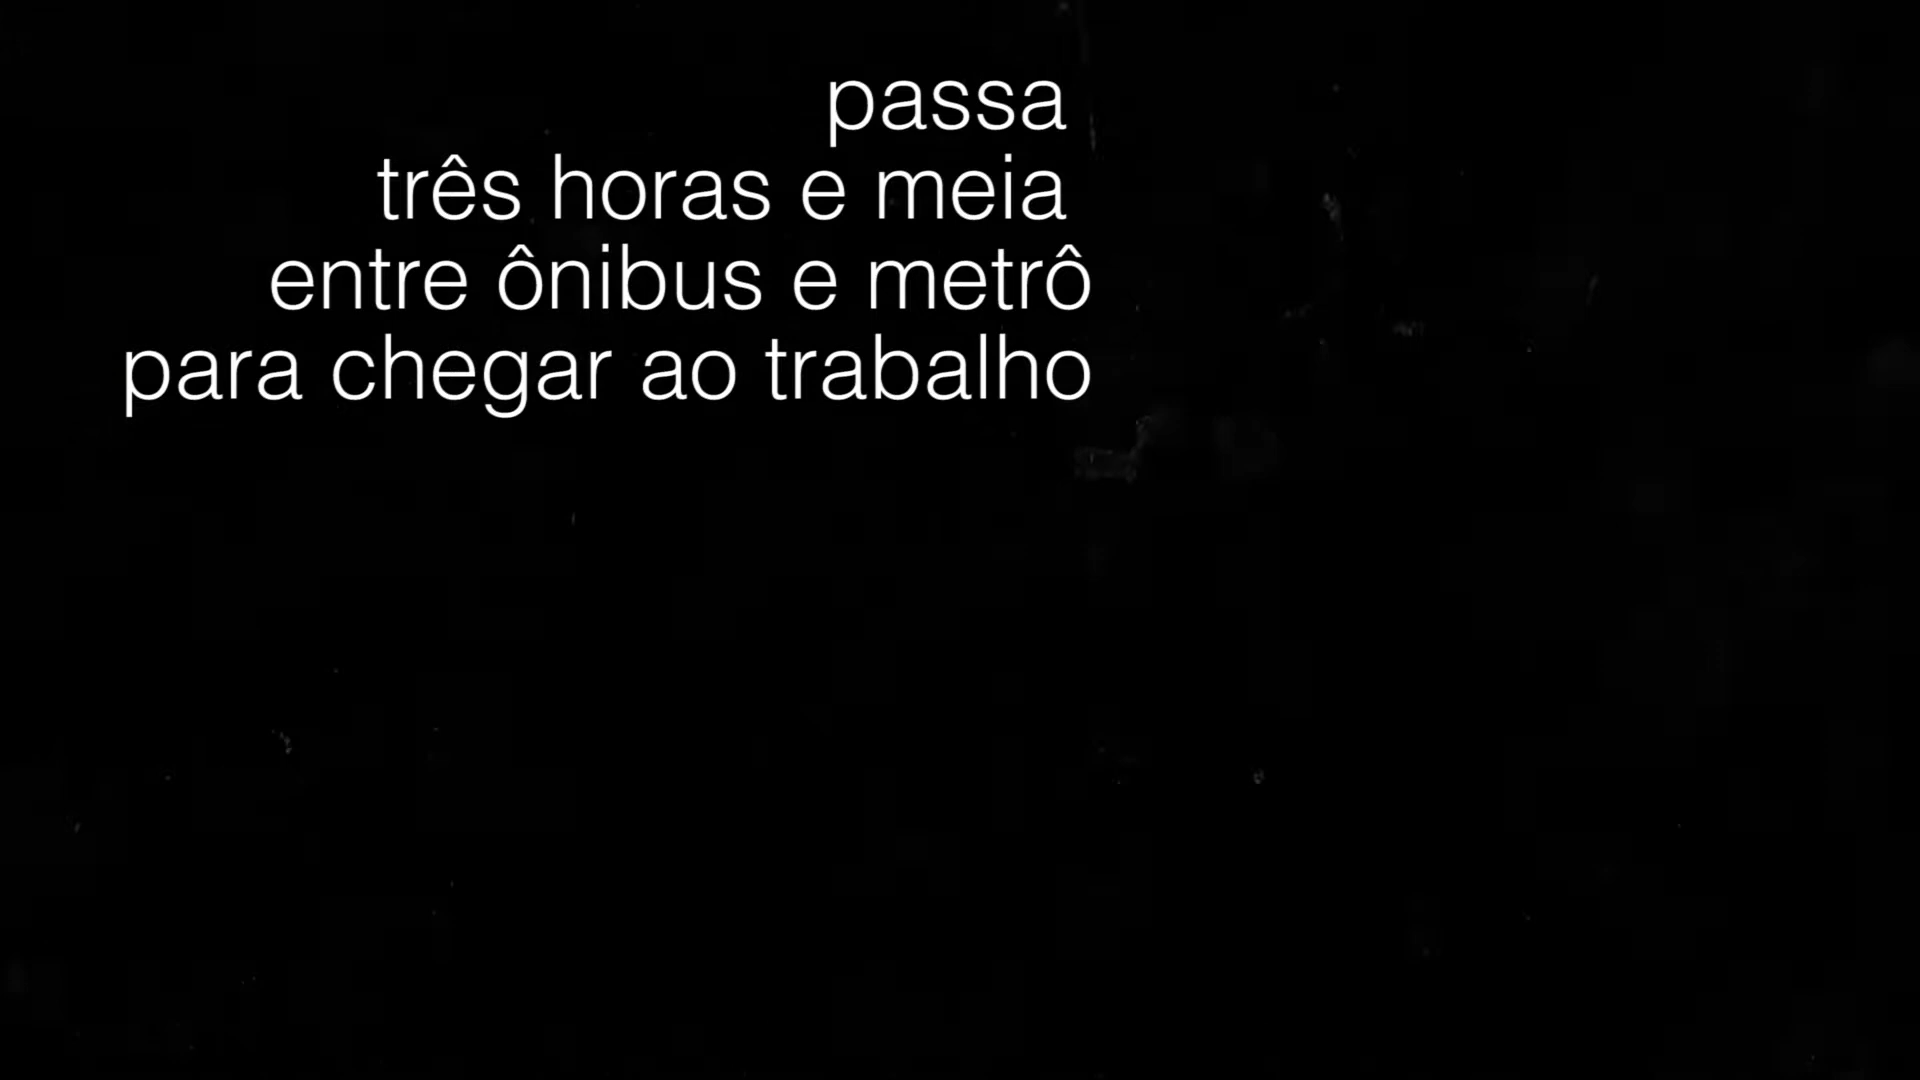 passa
três horas e meia
entre ônibus e metrô
para chegar ao trabalho